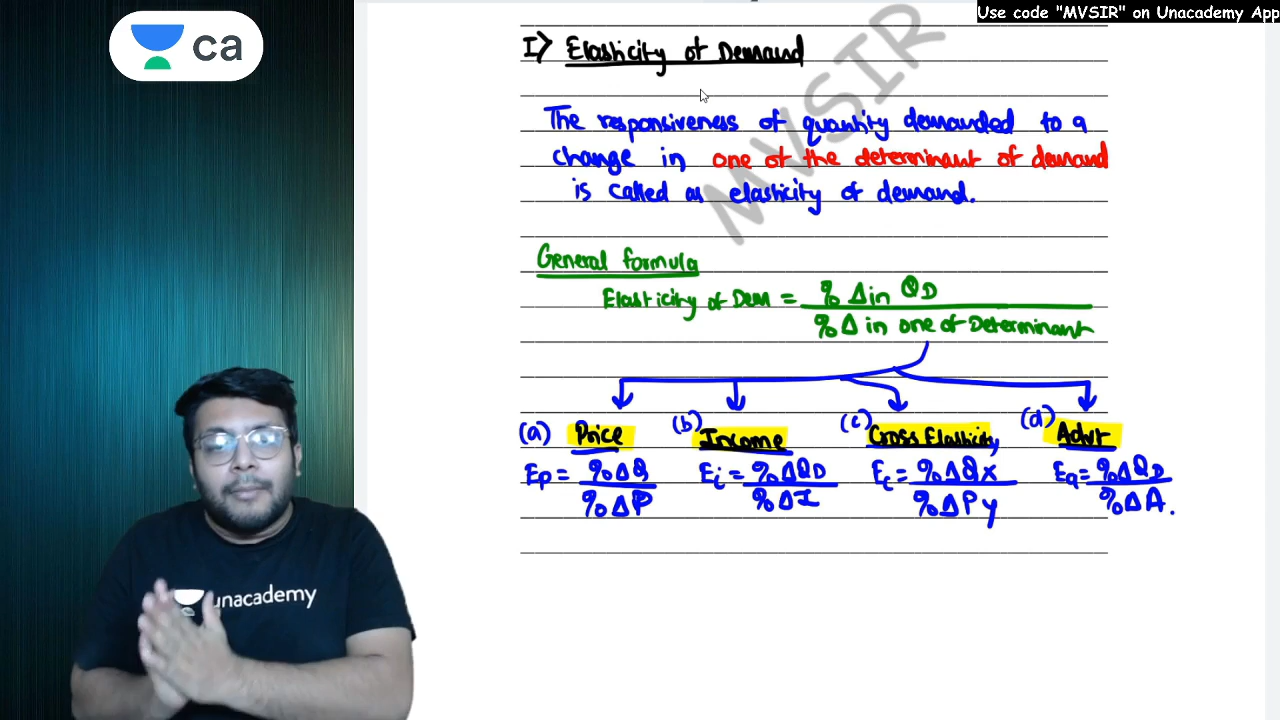 Use code "MVSIR" on Unacademy App
ca
I> Elasticity of Demand
The responsiveness of quantity demanded to a
change in one of the determinant of demand
is called as elasticity of demand.
General formula
Elasticity of Dem = % Δ in QD
% Δ in one of Determinant
(a) Price (b) Income (c) Cross Elasticity (d) Advt
Ep = %ΔQ Ei = %ΔQD Ec = %ΔQx Ea = %ΔQD
%ΔP %ΔI %ΔPy %ΔA.
MVSIR
unacademy